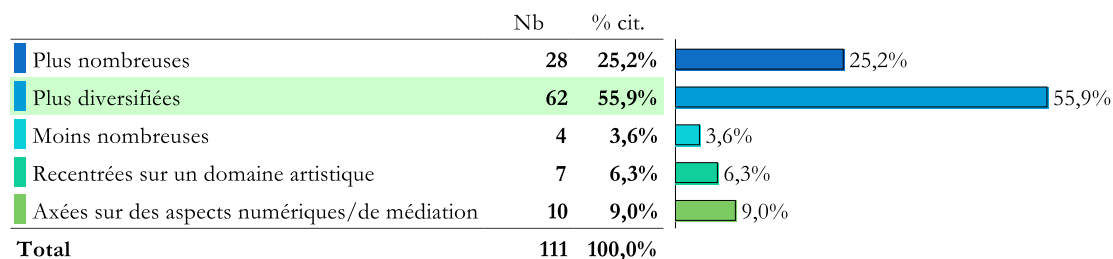 Nb % cit.
Plus nombreuses 28 25,2% 25,2%
Plus diversifiées 62 55,9% 55,9%
Moins nombreuses 4 3,6% 3,6%
Recentrées sur un domaine artistique 7 6,3% 6,3%
Axées sur des aspects numériques/de médiation 10 9,0% 9,0%
Total 111 100,0%